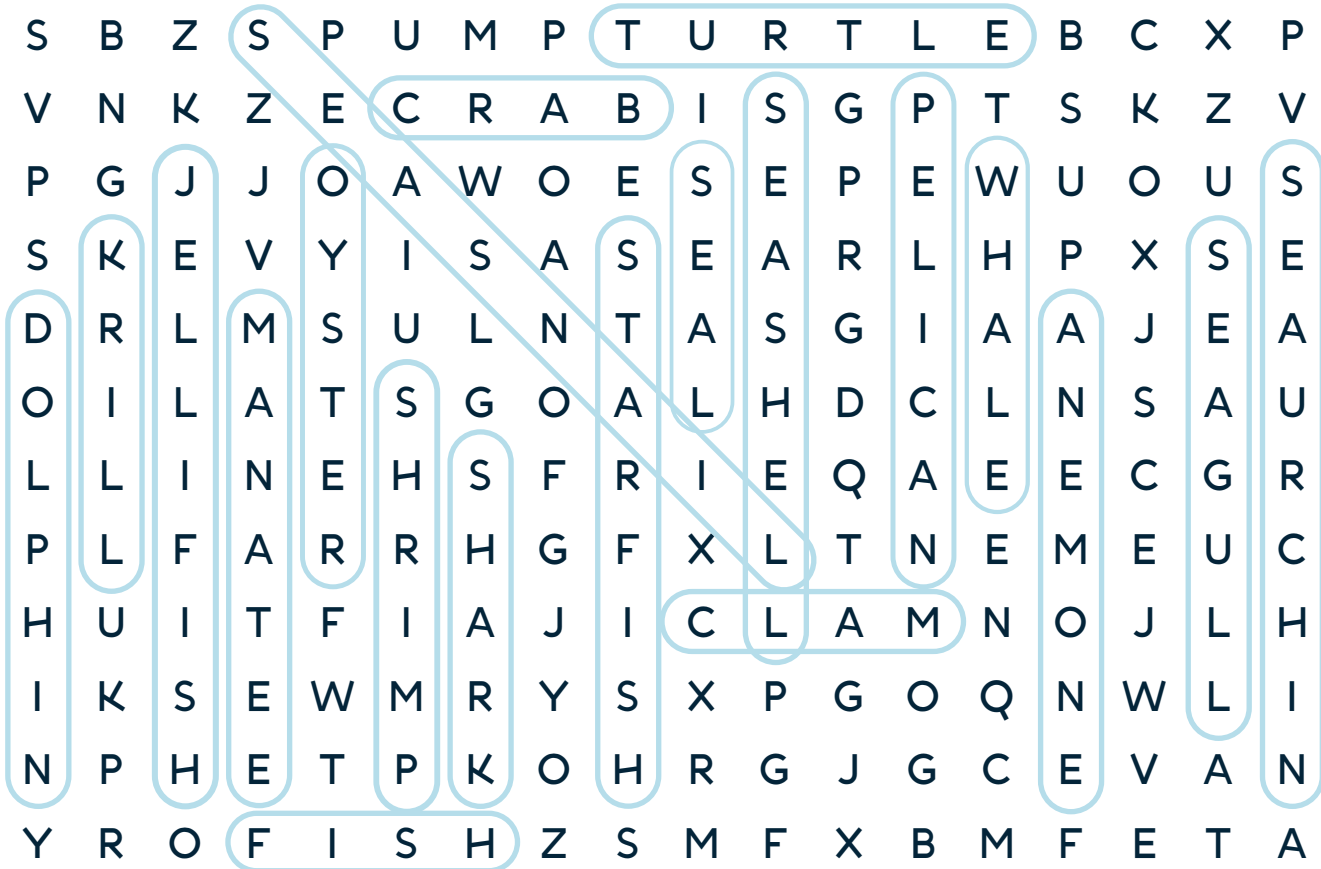 S B Z S P U M P T U R T L E B C X P
V N K Z E C R A B I S G P T S K Z V
P G J J O A W O E S E P E W U O U S
S K E V Y I S A S E A R L H P X S E
D R L M S U L N T A S G I A A J E A
O I L A T S G O A L H D C L N S A U
L L I N E H S F R I E Q A E E C G R
P L F A R R H G F X L T N E M E U C
H U I T F I A J I C L A M N O J L H
I K S E W M R Y S X P G O Q N W L I
N P H E T P K O H R G J G C E V A N
Y R O F I S H Z S M F X B M F E T A